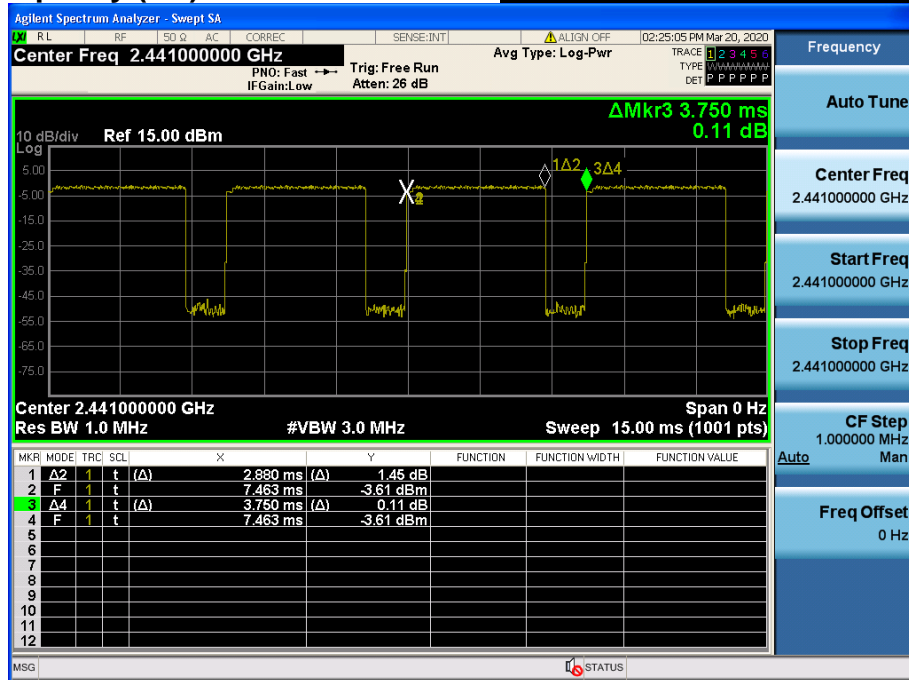 Agilent Spectrum Analyzer - Swept SA
LXI RL RF 50 Ω AC CORREC SENSE:INT ALIGN OFF 02:25:05 PM Mar 20, 2020
Center Freq 2.441000000 GHz
PNO: Fast
IFGain:Low
Trig: Free Run
Atten: 26 dB
Avg Type: Log-Pwr
TRACE 1 2 3 4 5 6
TYPE
DET P P P P P P
ΔMkr3 3.750 ms
0.11 dB
10 dB/div Ref 15.00 dBm
Log
5.00
-5.00
-15.0
-25.0
-35.0
-45.0
-55.0
-65.0
-75.0
1Δ2 3Δ4
Center 2.441000000 GHz Span 0 Hz
Res BW 1.0 MHz #VBW 3.0 MHz Sweep 15.00 ms (1001 pts)
MKR MODE TRC SCL X Y FUNCTION FUNCTION WIDTH FUNCTION VALUE
1 Δ2 1 t (Δ) 2.880 ms (Δ) 1.45 dB
2 F 1 t 7.463 ms -3.61 dBm
3 Δ4 1 t (Δ) 3.750 ms (Δ) 0.11 dB
4 F 1 t 7.463 ms -3.61 dBm
5
6
7
8
9
10
11
12
MSG STATUS
Frequency
Auto Tune
Center Freq
2.441000000 GHz
Start Freq
2.441000000 GHz
Stop Freq
2.441000000 GHz
CF Step
1.000000 MHz
Auto Man
Freq Offset
0 Hz